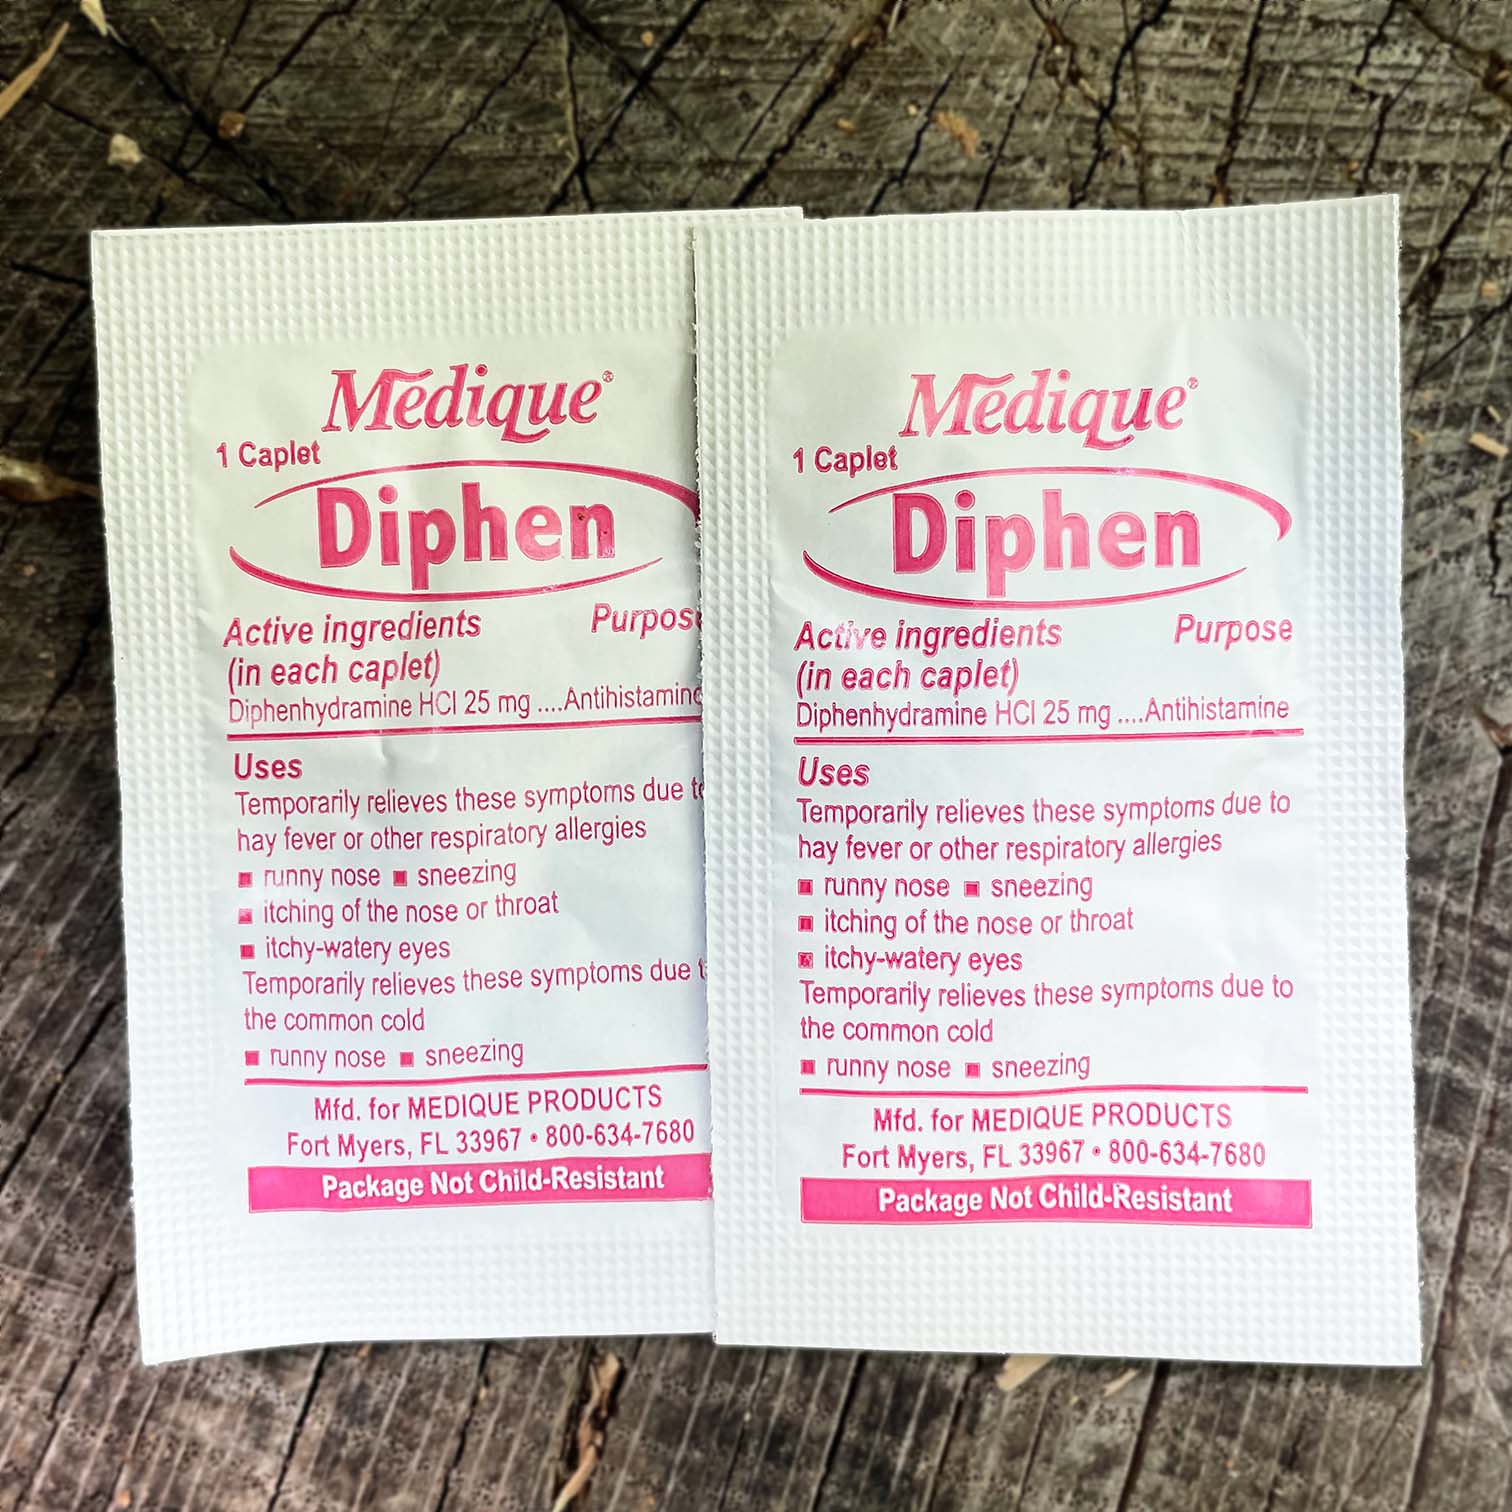 Medique®
1 Caplet
Diphen
Active ingredients Purpos
(in each caplet)
Diphenhydramine HCl 25 mg ....Antihistamine
Uses
Temporarily relieves these symptoms due to
hay fever or other respiratory allergies
■ runny nose ■ sneezing
■ itching of the nose or throat
■ itchy-watery eyes
Temporarily relieves these symptoms due t
the common cold
■ runny nose ■ sneezing
Mfd. for MEDIQUE PRODUCTS
Fort Myers, FL 33967 • 800-634-7680
Package Not Child-Resistant
Medique®
1 Caplet
Diphen
Active ingredients Purpose
(in each caplet)
Diphenhydramine HCl 25 mg ....Antihistamine
Uses
Temporarily relieves these symptoms due to
hay fever or other respiratory allergies
■ runny nose ■ sneezing
■ itching of the nose or throat
■ itchy-watery eyes
Temporarily relieves these symptoms due to
the common cold
■ runny nose ■ sneezing
Mfd. for MEDIQUE PRODUCTS
Fort Myers, FL 33967 • 800-634-7680
Package Not Child-Resistant